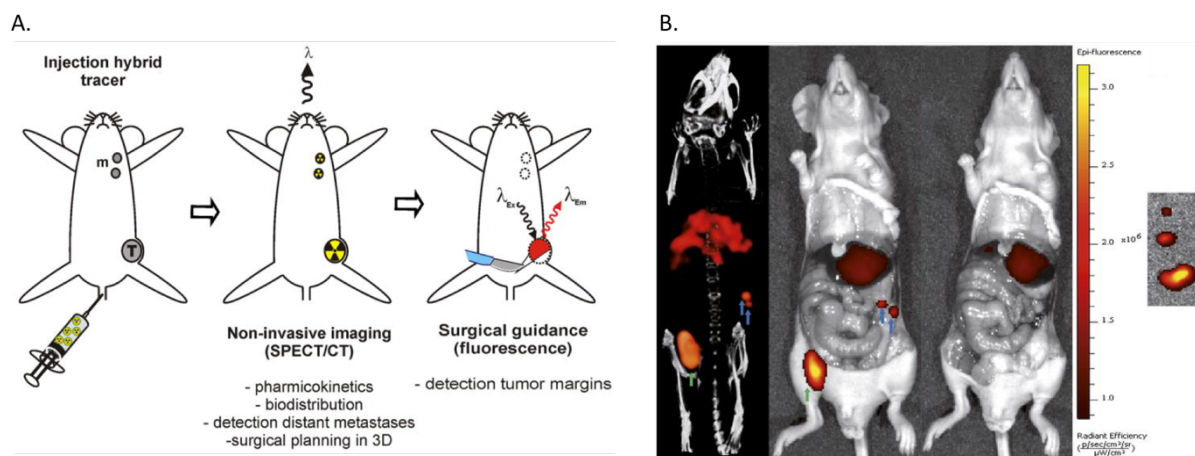 A.
Injection hybrid
tracer
m
T
Non-invasive imaging
(SPECT/CT)
- pharmicokinetics
- biodistribution
- detection distant metastases
-surgical planning in 3D
λ
λEx
λEm
Surgical guidance
(fluorescence)
- detection tumor margins
B.
Epi-fluorescence
3.0
2.5
2.0
x10⁶
1.5
1.0
Radiant Efficiency
(p/sec/cm²/sr
μW/cm²)